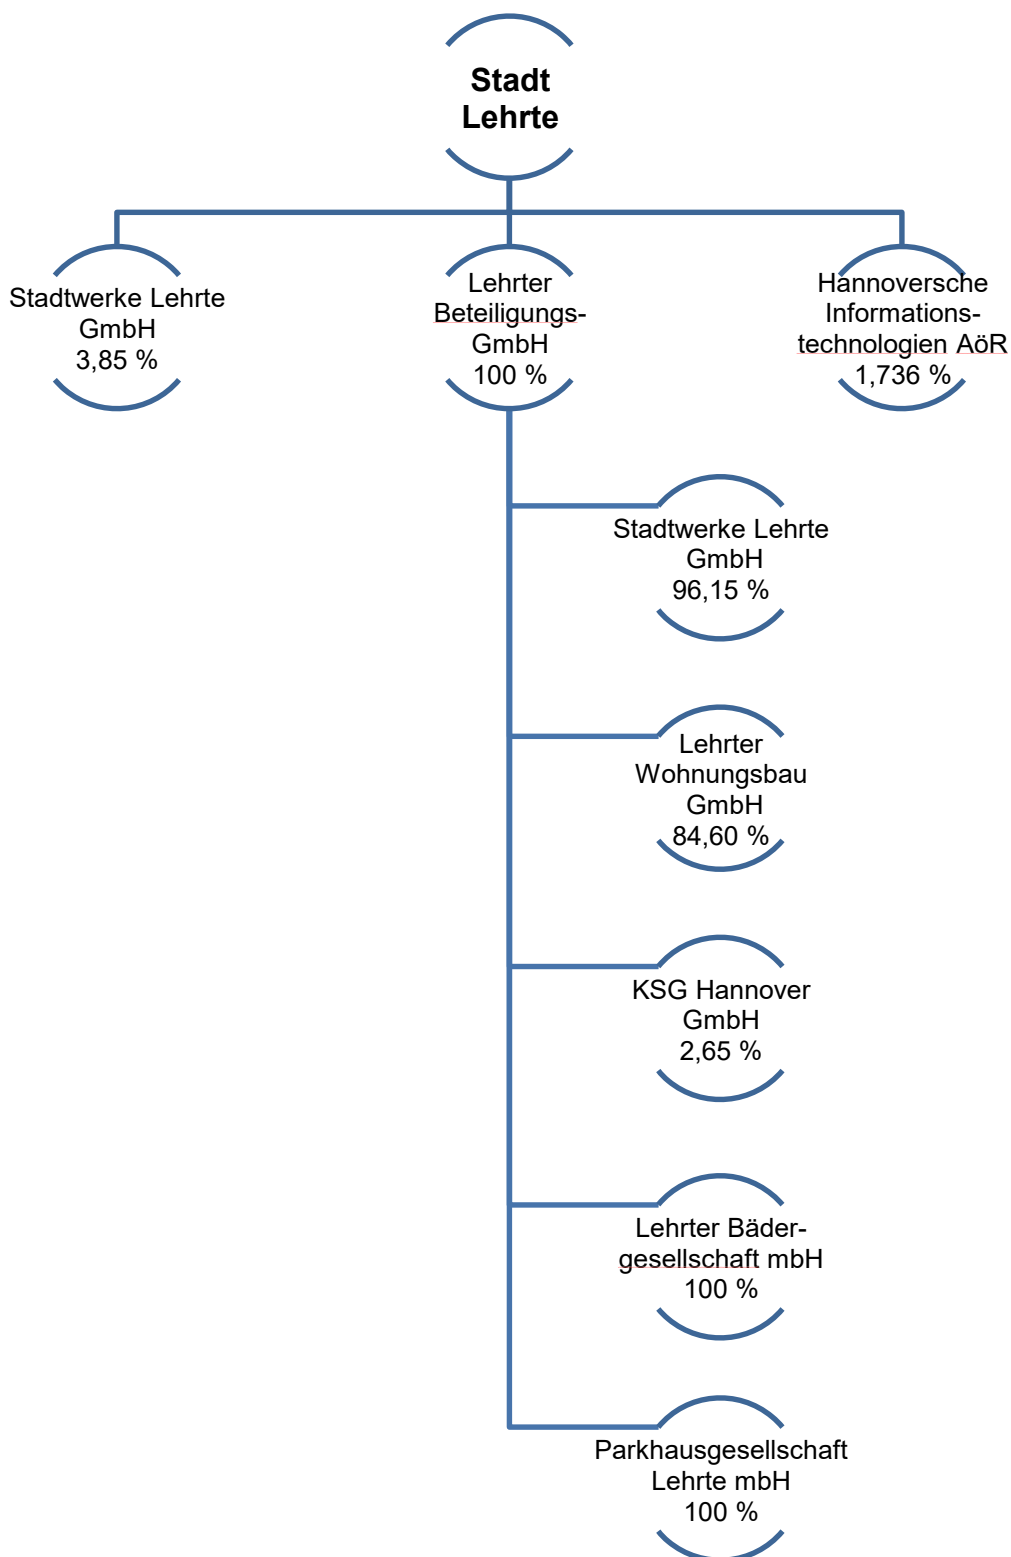 Stadt
Lehrte
Stadtwerke Lehrte
GmbH
3,85 %
Lehrter
Beteiligungs-
GmbH
100 %
Hannoversche
Informations-
technologien AöR
1,736 %
Stadtwerke Lehrte
GmbH
96,15 %
Lehrter
Wohnungsbau
GmbH
84,60 %
KSG Hannover
GmbH
2,65 %
Lehrter Bäder-
gesellschaft mbH
100 %
Parkhausgesellschaft
Lehrte mbH
100 %